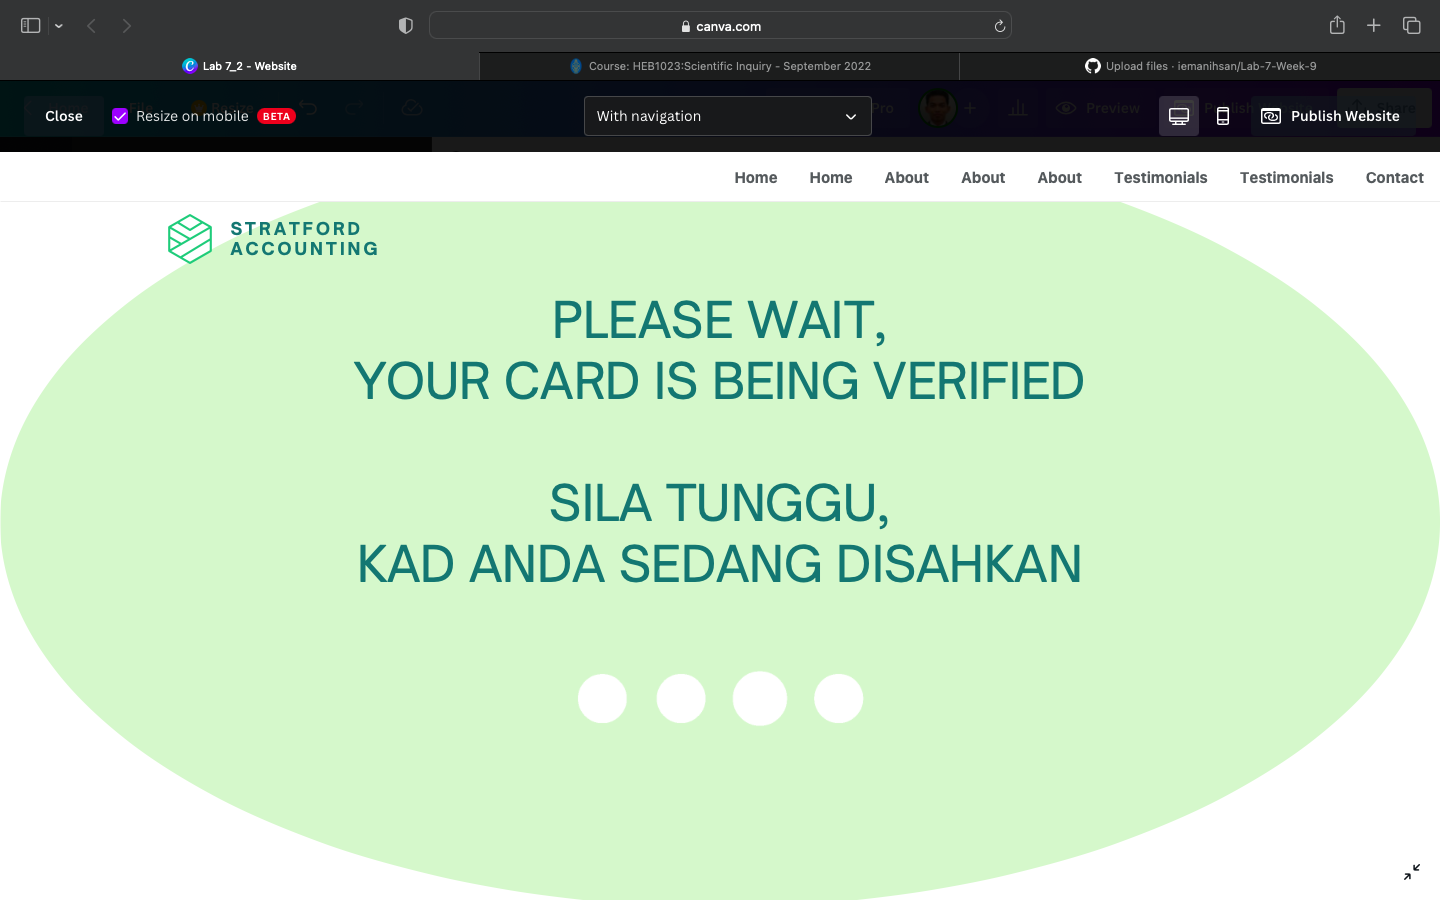 canva.com
Lab 7_2 - Website
Course: HEB1023:Scientific Inquiry - September 2022
Upload files · iemanihsan/Lab-7-Week-9
Close
Resize on mobile
BETA
With navigation
Pro
Preview
Publish Website
Home
Home
About
About
About
Testimonials
Testimonials
Contact
STRATFORD
ACCOUNTING
PLEASE WAIT,
YOUR CARD IS BEING VERIFIED
SILA TUNGGU,
KAD ANDA SEDANG DISAHKAN